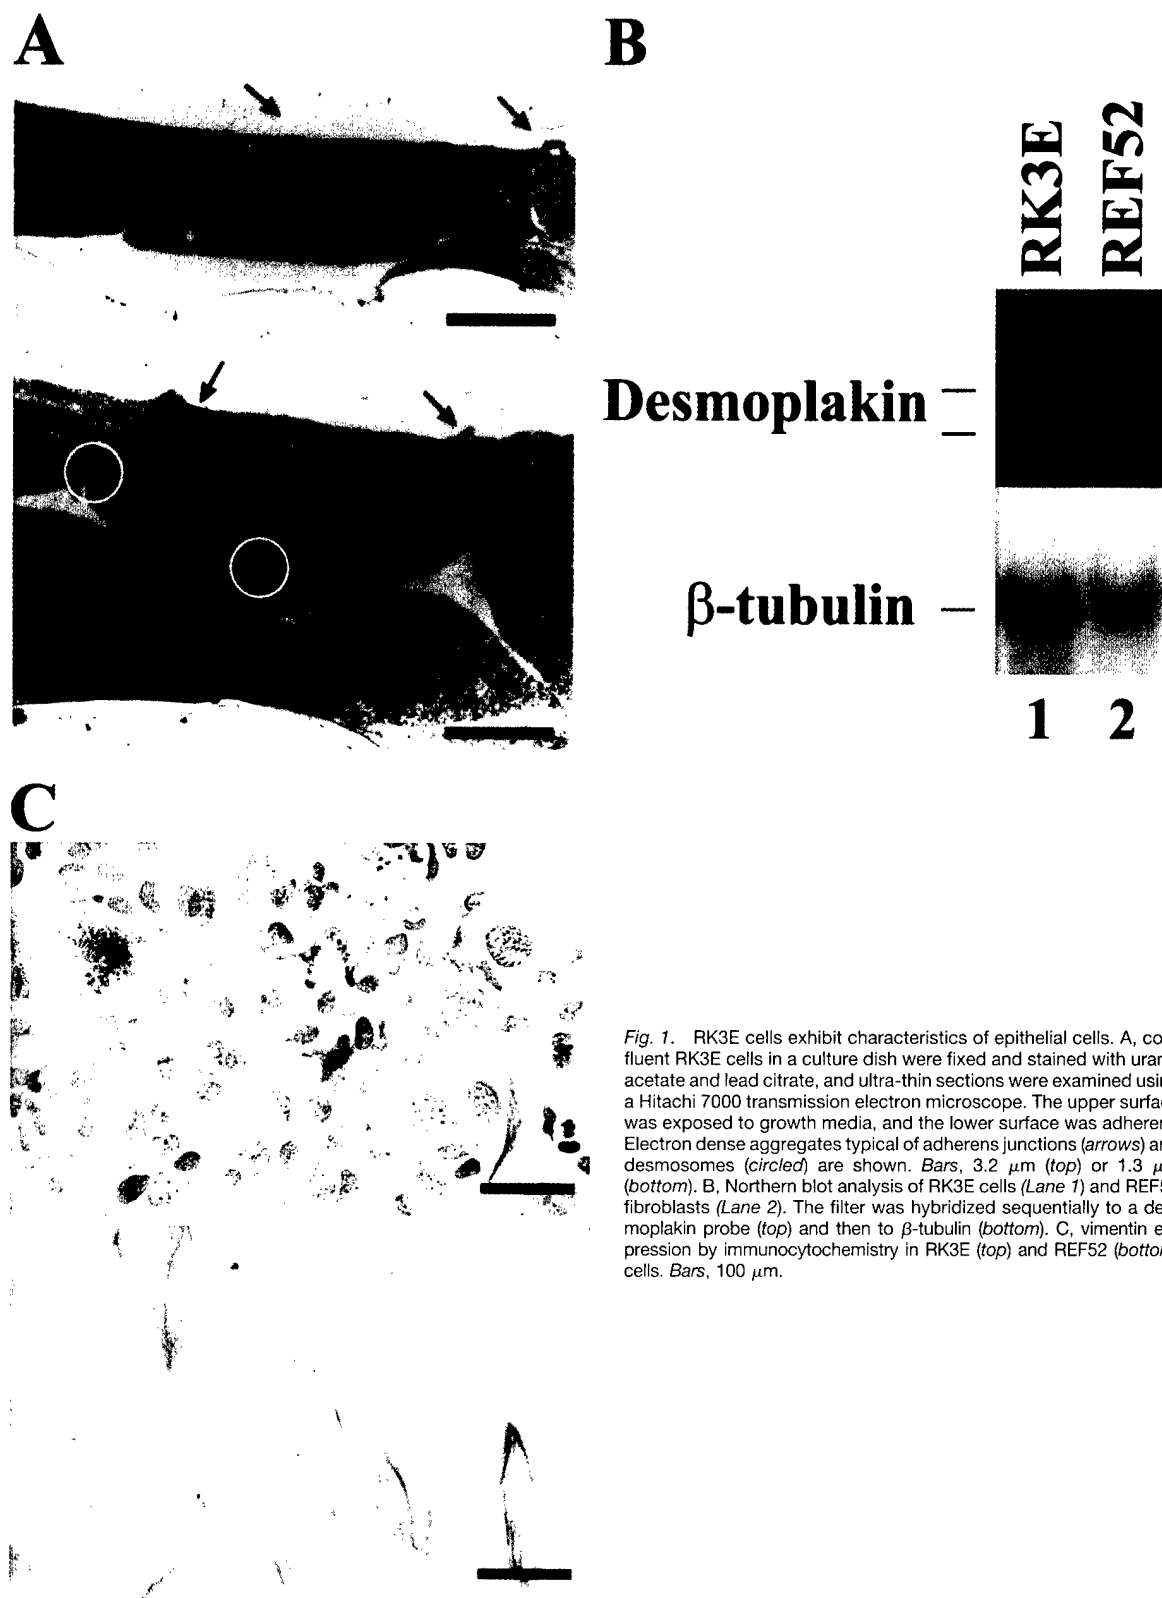 A
B
RK3E
REF52
Desmoplakin
β-tubulin
1
2
C
Fig. 1. RK3E cells exhibit characteristics of epithelial cells. A, co
fluent RK3E cells in a culture dish were fixed and stained with uran
acetate and lead citrate, and ultra-thin sections were examined usin
a Hitachi 7000 transmission electron microscope. The upper surfac
was exposed to growth media, and the lower surface was adheren
Electron dense aggregates typical of adherens junctions (arrows) an
desmosomes (circled) are shown. Bars, 3.2 μm (top) or 1.3 μ
(bottom). B, Northern blot analysis of RK3E cells (Lane 1) and REF5
fibroblasts (Lane 2). The filter was hybridized sequentially to a de
moplakin probe (top) and then to β-tubulin (bottom). C, vimentin e
pression by immunocytochemistry in RK3E (top) and REF52 (botto
cells. Bars, 100 μm.